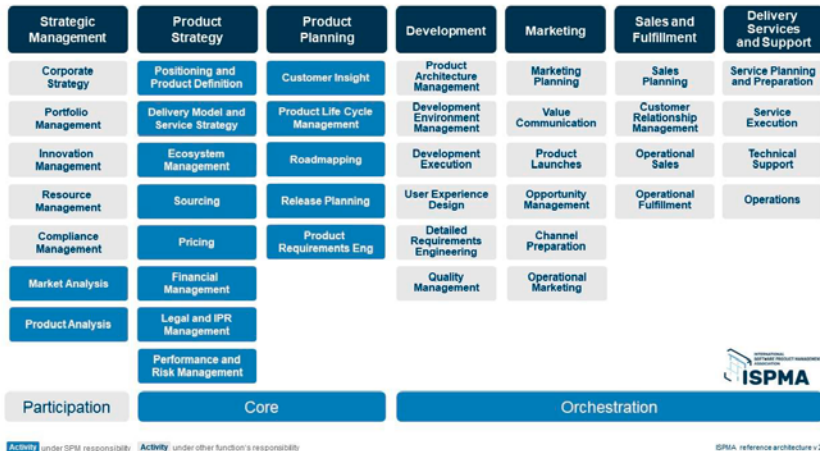 Strategic
Management
Product
Strategy
Product
Planning
Development
Marketing
Sales and
Fulfillment
Delivery
Services
and Support
Corporate
Strategy
Positioning and
Product Definition
Customer Insight
Product
Architecture
Management
Marketing
Planning
Sales
Planning
Service Planning
and Preparation
Portfolio
Management
Delivery Model and
Service Strategy
Product Life Cycle
Management
Development
Environment
Management
Value
Communication
Customer
Relationship
Management
Service
Execution
Innovation
Management
Ecosystem
Management
Roadmapping
Development
Execution
Product
Launches
Operational
Sales
Technical
Support
Resource
Management
Sourcing
Release Planning
User Experience
Design
Opportunity
Management
Operational
Fulfillment
Operations
Compliance
Management
Pricing
Product
Requirements Eng
Detailed
Requirements
Engineering
Channel
Preparation
Market Analysis
Financial
Management
Quality
Management
Operational
Marketing
Product Analysis
Legal and IPR
Management
Performance and
Risk Management
INTERNATIONAL
SOFTWARE PRODUCT MANAGEMENT
ASSOCIATION
ISPMA
Participation
Core
Orchestration
Activity under SPM responsibility
Activity under other function's responsibility
ISPMA reference architecture v.2